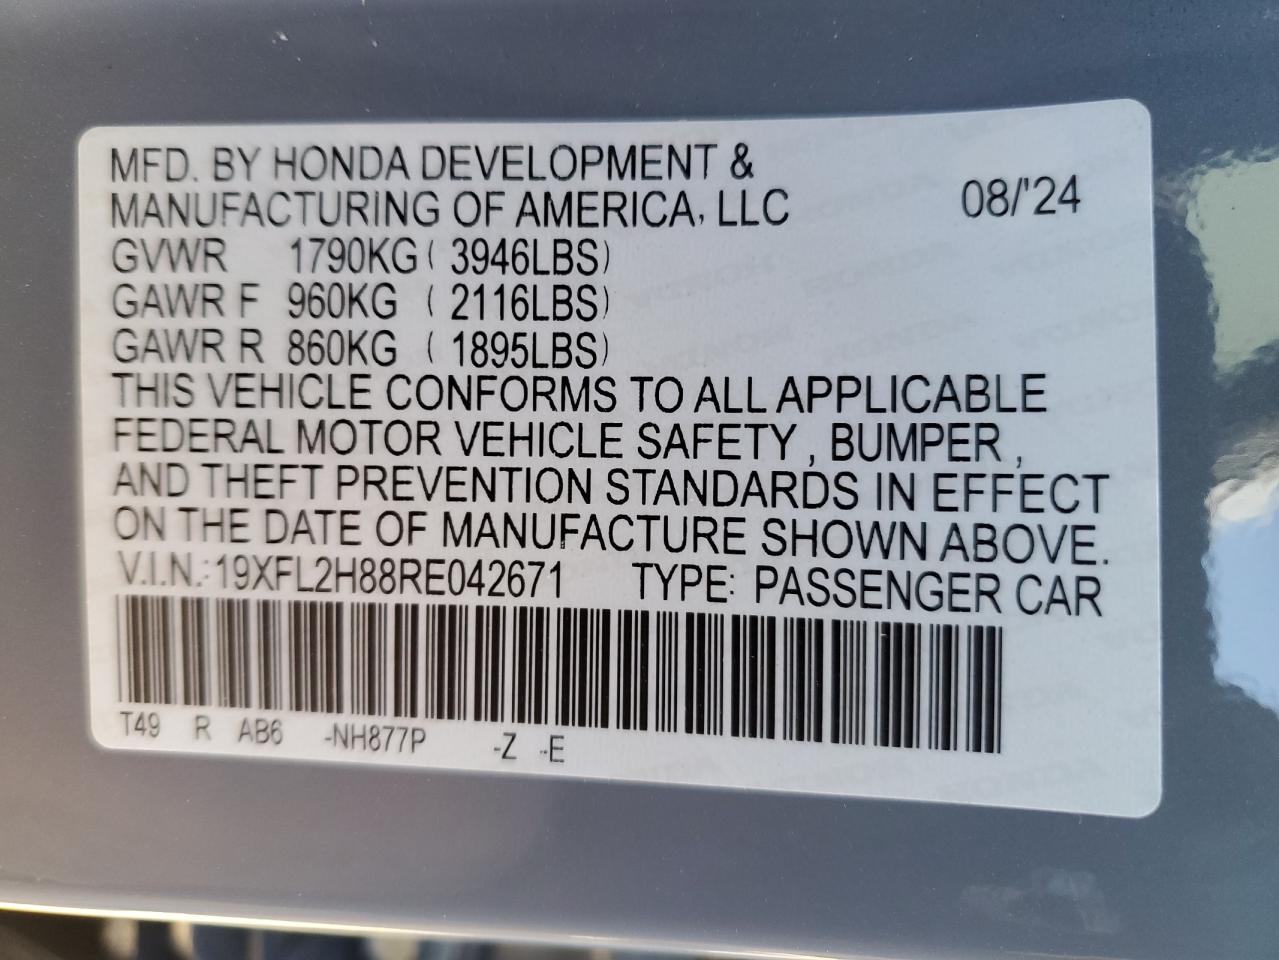 MFD. BY HONDA DEVELOPMENT &
MANUFACTURING OF AMERICA, LLC 08/'24
GVWR 1790KG ( 3946LBS)
GAWR F 960KG ( 2116LBS)
GAWR R 860KG ( 1895LBS)
THIS VEHICLE CONFORMS TO ALL APPLICABLE
FEDERAL MOTOR VEHICLE SAFETY , BUMPER ,
AND THEFT PREVENTION STANDARDS IN EFFECT
ON THE DATE OF MANUFACTURE SHOWN ABOVE.
V.I.N.:19XFL2H88RE042671 TYPE: PASSENGER CAR
T49 R AB6 -NH877P -Z -E